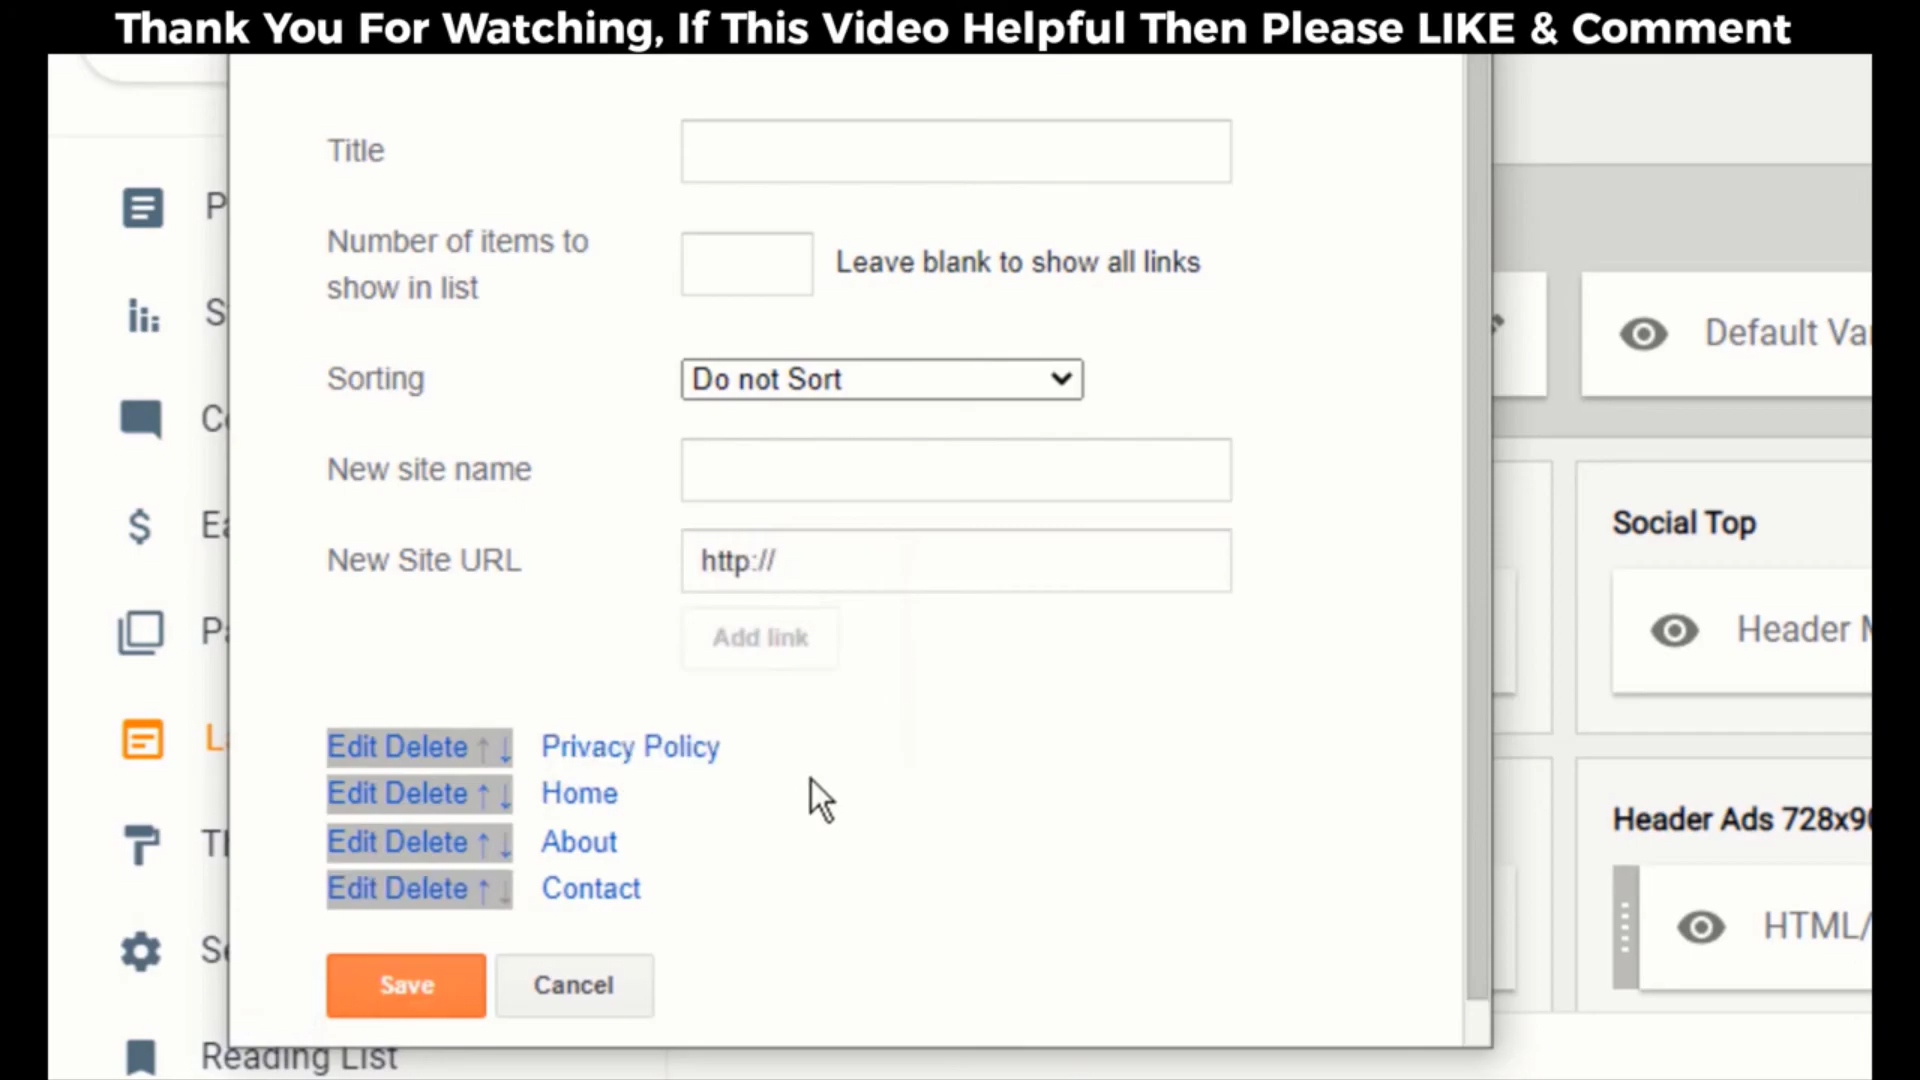 Thank You For Watching, If This Video Helpful Then Please LIKE & Comment
Title
Number of items to
show in list
Leave blank to show all links
Sorting
Do not Sort
New site name
New Site URL
http://
Add link
Edit Delete ↑ ↓ Privacy Policy
Edit Delete ↑ ↓ Home
Edit Delete ↑ ↓ About
Edit Delete ↑ ↓ Contact
Save
Cancel
Reading List
Default Va
Social Top
Header
Header Ads 728x90
HTML/